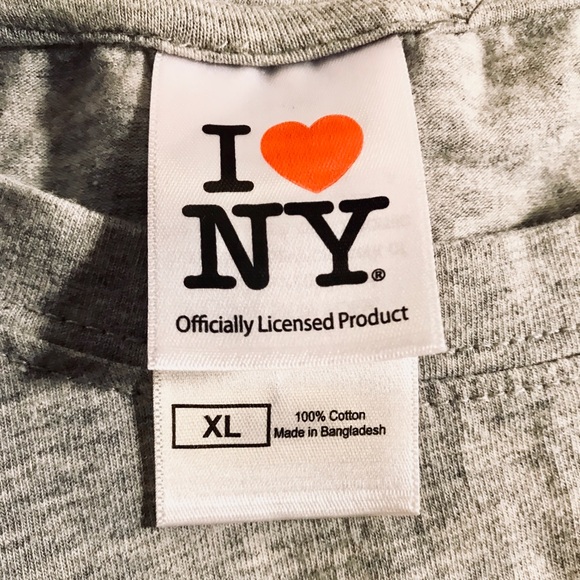 I ❤ NY®
Officially Licensed Product
XL
100% Cotton
Made in Bangladesh